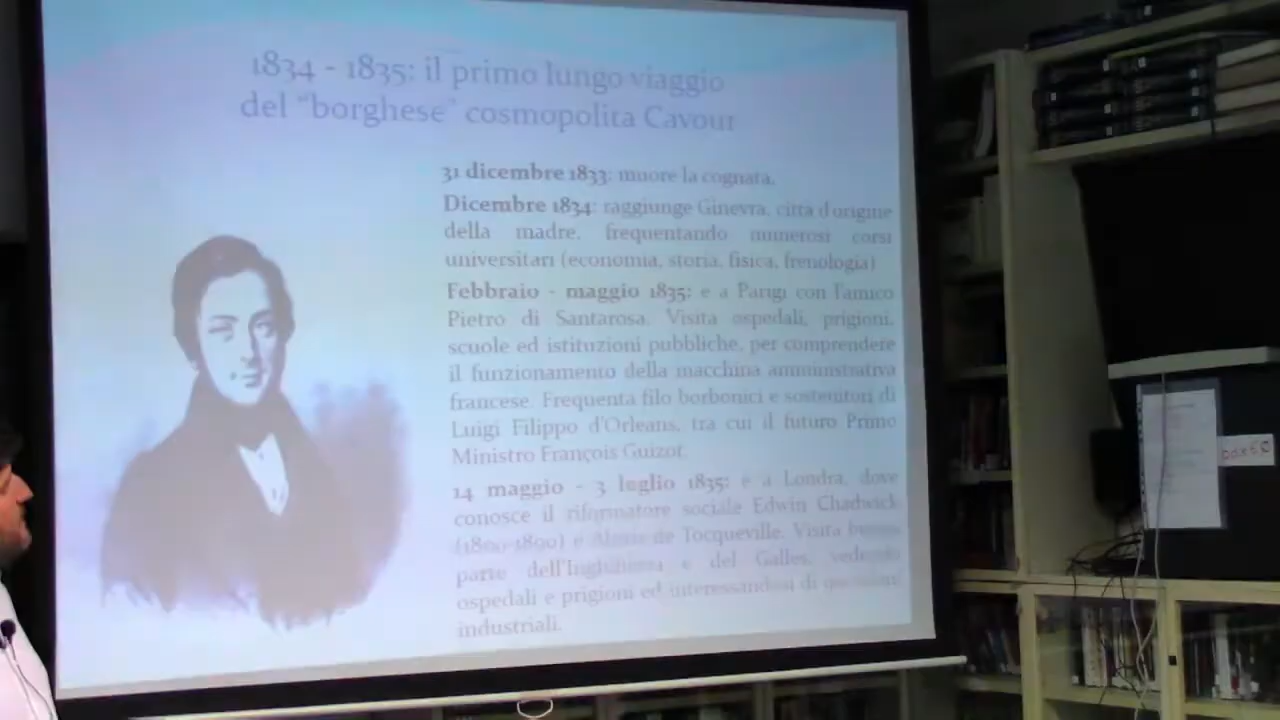 1834 - 1835: il primo lungo viaggio
del "borghese" cosmopolita Cavour
31 dicembre 1833: muore la cognata.
Dicembre 1834: raggiunge Ginevra, città d'origine
della madre, frequentando numerosi corsi
universitari (economia, storia, fisica, frenologia)
Febbraio - maggio 1835: è a Parigi con l'amico
Pietro di Santarosa. Visita ospedali, prigioni,
scuole ed istituzioni pubbliche, per comprendere
il funzionamento della macchina amministrativa
francese. Frequenta filo borbonici e sostenitori di
Luigi Filippo d'Orleans, tra cui il futuro Primo
Ministro François Guizot.
14 maggio - 3 luglio 1835: è a Londra, dove
conosce il riformatore sociale Edwin Chadwick
(1800-1890) e Alexis de Tocqueville. Visita buona
parte dell'Inghilterra e del Galles, vedendo
ospedali e prigioni ed interessandosi di questioni
industriali.